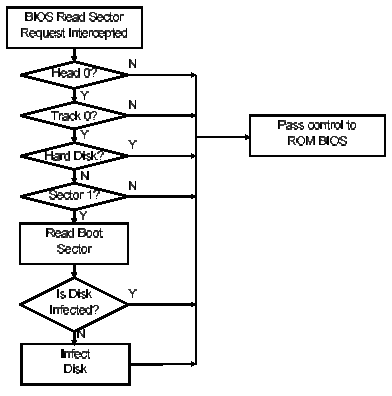 BIOS Read Sector
Request Intercepted
Head 0?
N
Y
Track 0?
N
Y
Hard Disk?
Y
N
Sector 1?
N
Y
Read Boot
Sector
Is Disk
Infected?
Y
N
Infect
Disk
Pass control to
ROM BIOS